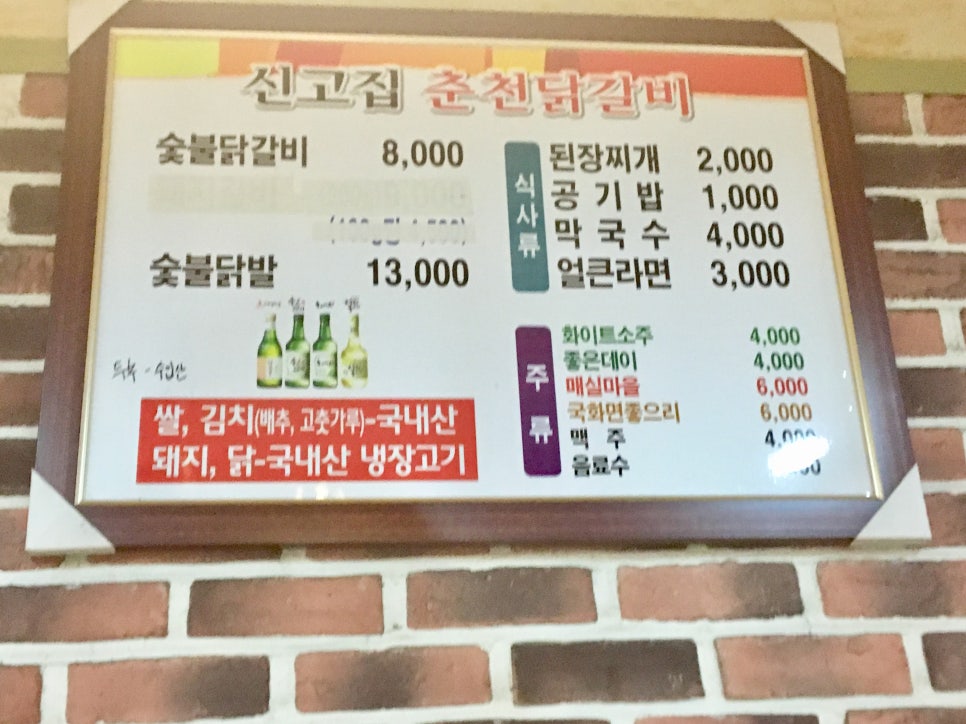 신고집 춘천닭갈비
숯불닭갈비 8,000
숯불닭발 13,000
쌀, 김치(배추, 고춧가루)-국내산
돼지, 닭-국내산 냉장고기
식사류
된장찌개 2,000
공기밥 1,000
막국수 4,000
얼큰라면 3,000
주류
화이트소주 4,000
좋은데이 4,000
매실마을 6,000
국화면좋으리 6,000
맥주 4,000
음료수